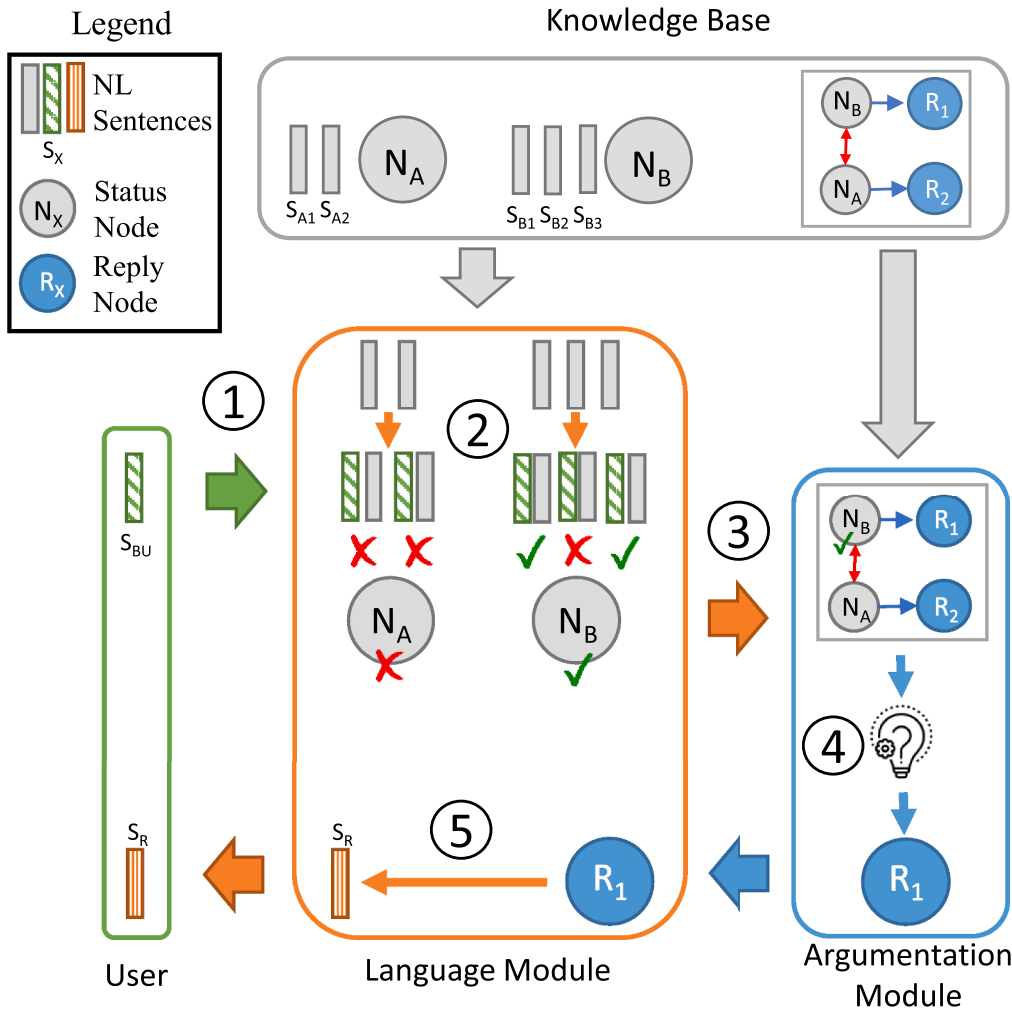 Legend
NL
Sentences
S_X
N_X
Status
Node
R_X
Reply
Node
Knowledge Base
S_A1 S_A2
N_A
S_B1 S_B2 S_B3
N_B
N_B R_1
N_A R_2
1
S_BU
2
N_A
N_B
3
N_B R_1
N_A R_2
4
R_1
5
R_1
S_R
S_R
User
Language Module
Argumentation
Module